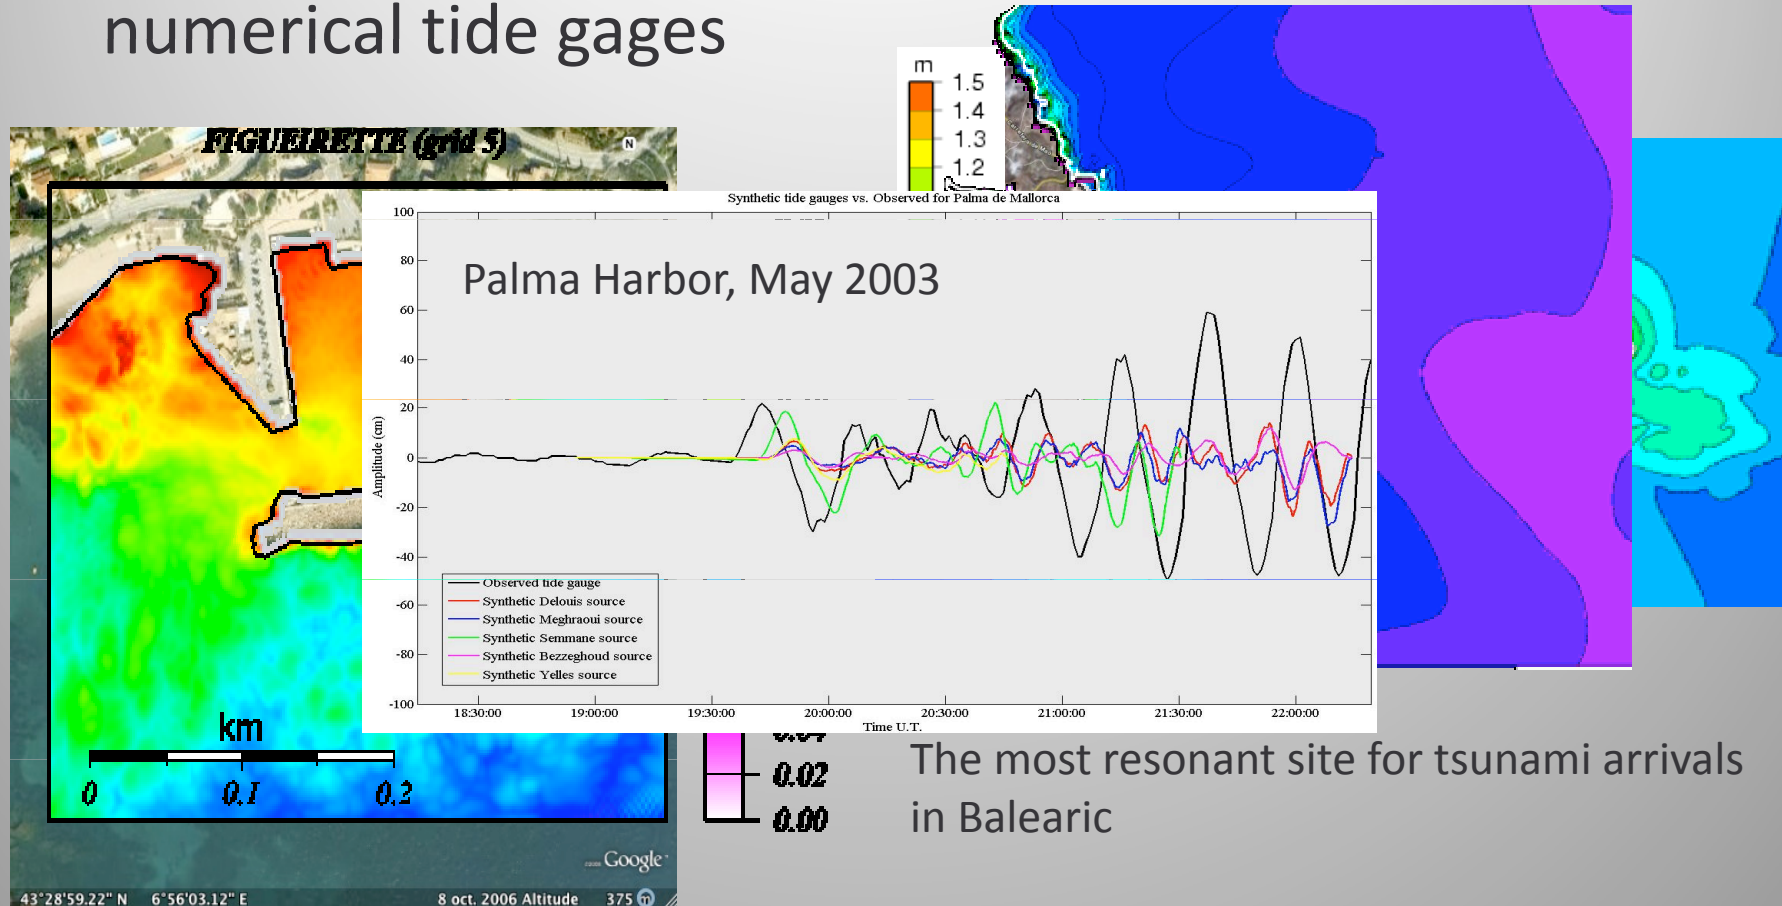 numerical tide gages
FIGUEIRETTE (grid 5)
N
m
1.5
1.4
1.3
1.2
Synthetic tide gauges vs. Observed for Palma de Mallorca
Palma Harbor, May 2003
100
80
60
40
20
0
-20
-40
-60
-80
-100
Amplitude (cm)
Observed tide gauge
Synthetic Delouis source
Synthetic Meghraoui source
Synthetic Semmane source
Synthetic Bezzeghoud source
Synthetic Yelles source
18:30:00 19:00:00 19:30:00 20:00:00 20:30:00 21:00:00 21:30:00 22:00:00
Time U.T.
km
0 0.1 0.2
0.04
0.02
0.00
The most resonant site for tsunami arrivals
in Balearic
Google
43°28'59.22" N 6°56'03.12" E 8 oct. 2006 Altitude 375 m